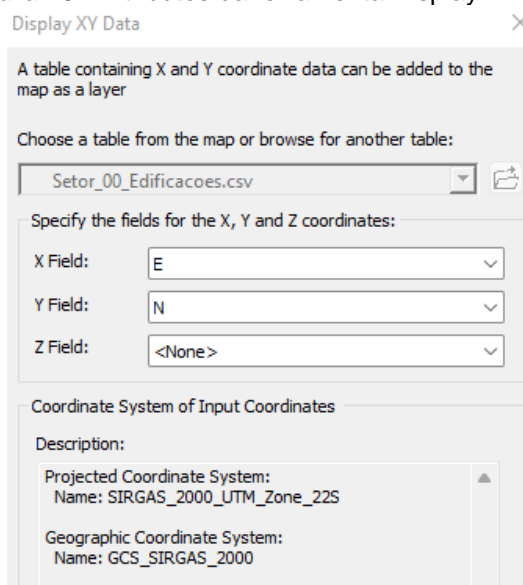 Display XY Data
A table containing X and Y coordinate data can be added to the
map as a layer
Choose a table from the map or browse for another table:
Setor_00_Edificacoes.csv
Specify the fields for the X, Y and Z coordinates:
X Field:
E
Y Field:
N
Z Field:
<None>
Coordinate System of Input Coordinates
Description:
Projected Coordinate System:
Name: SIRGAS_2000_UTM_Zone_22S
Geographic Coordinate System:
Name: GCS_SIRGAS_2000